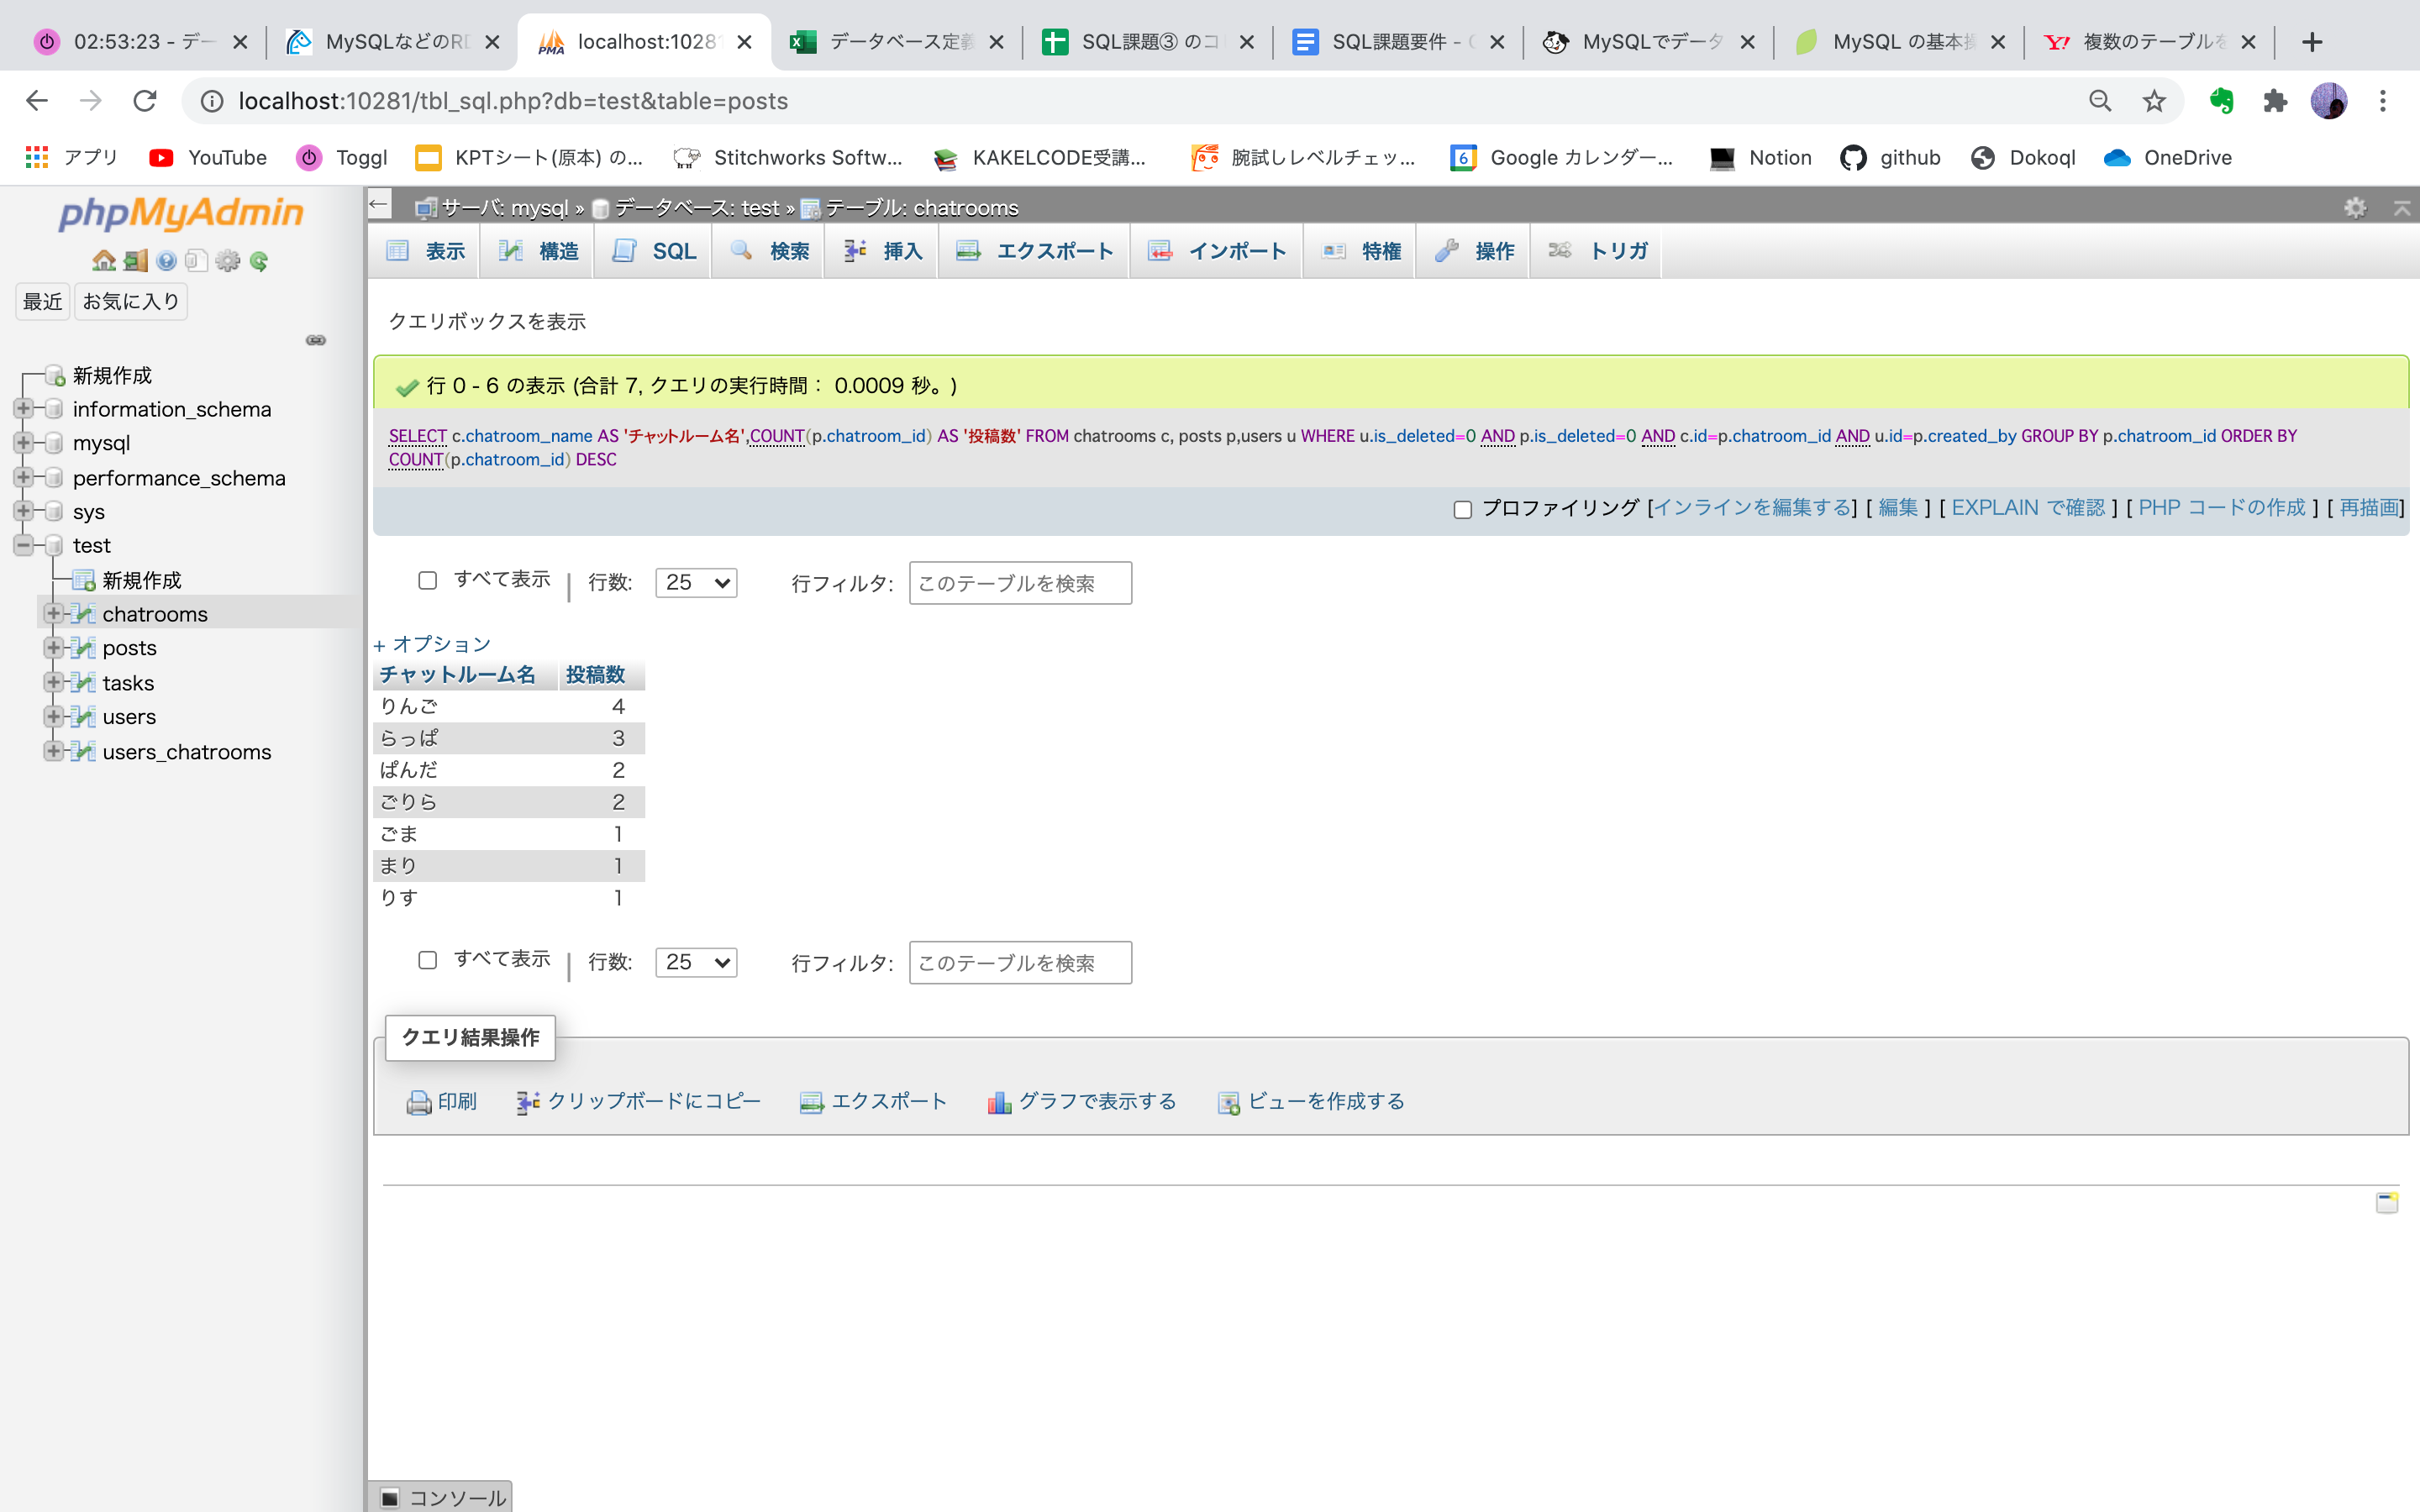 02:53:23 - デー
MySQLなどのRD
localhost:10281
データベース定義
SQL課題③ のコ
SQL課題要件 -
MySQLでデータ
MySQL の基本操
複数のテーブルを
localhost:10281/tbl_sql.php?db=test&table=posts
アプリ
YouTube
Toggl
KPTシート(原本) の...
Stitchworks Softw...
KAKELCODE受講...
腕試しレベルチェッ...
6
Google カレンダー...
Notion
github
Dokoql
OneDrive
phpMyAdmin
最近
お気に入り
新規作成
information_schema
mysql
performance_schema
sys
test
新規作成
chatrooms
posts
tasks
users
users_chatrooms
サーバ: mysql » データベース: test » テーブル: chatrooms
表示
構造
SQL
検索
挿入
エクスポート
インポート
特権
操作
トリガ
クエリボックスを表示
行 0 - 6 の表示 (合計 7, クエリの実行時間： 0.0009 秒。)
SELECT c.chatroom_name AS 'チャットルーム名',COUNT(p.chatroom_id) AS '投稿数' FROM chatrooms c, posts p,users u WHERE u.is_deleted=0 AND p.is_deleted=0 AND c.id=p.chatroom_id AND u.id=p.created_by GROUP BY p.chatroom_id ORDER BY
COUNT(p.chatroom_id) DESC
プロファイリング [インラインを編集する] [ 編集 ] [ EXPLAIN で確認 ] [ PHP コードの作成 ] [ 再描画]
すべて表示 | 行数: 25 行フィルタ: このテーブルを検索
+ オプション
チャットルーム名 投稿数
りんご 4
らっぱ 3
ぱんだ 2
ごりら 2
ごま 1
まり 1
りす 1
すべて表示 | 行数: 25 行フィルタ: このテーブルを検索
クエリ結果操作
印刷
クリップボードにコピー
エクスポート
グラフで表示する
ビューを作成する
コンソール